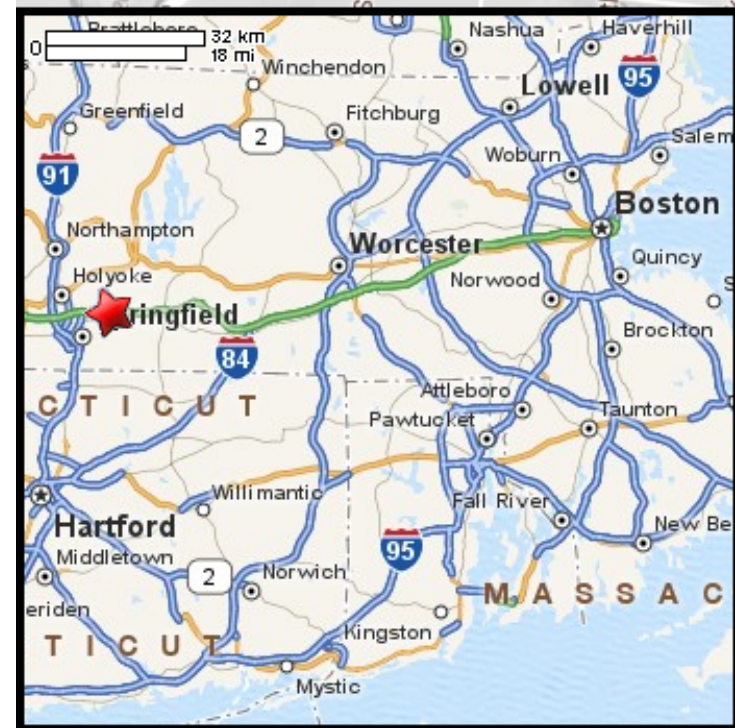 Brattleboro
32 km
0
18 mi
Nashua
Haverhill
Winchendon
Lowell
95
Greenfield
Fitchburg
2
Salem
Woburn
91
Boston
Northampton
Worcester
Quincy
Holyoke
Norwood
S
ringfield
Brockton
84
CTICUT
Attleboro
Pawtucket
Taunton
Willimantic
Fall River
Hartford
New Be
95
Middletown
2
Norwich
MASSAC
eriden
Kingston
TICUT
Mystic